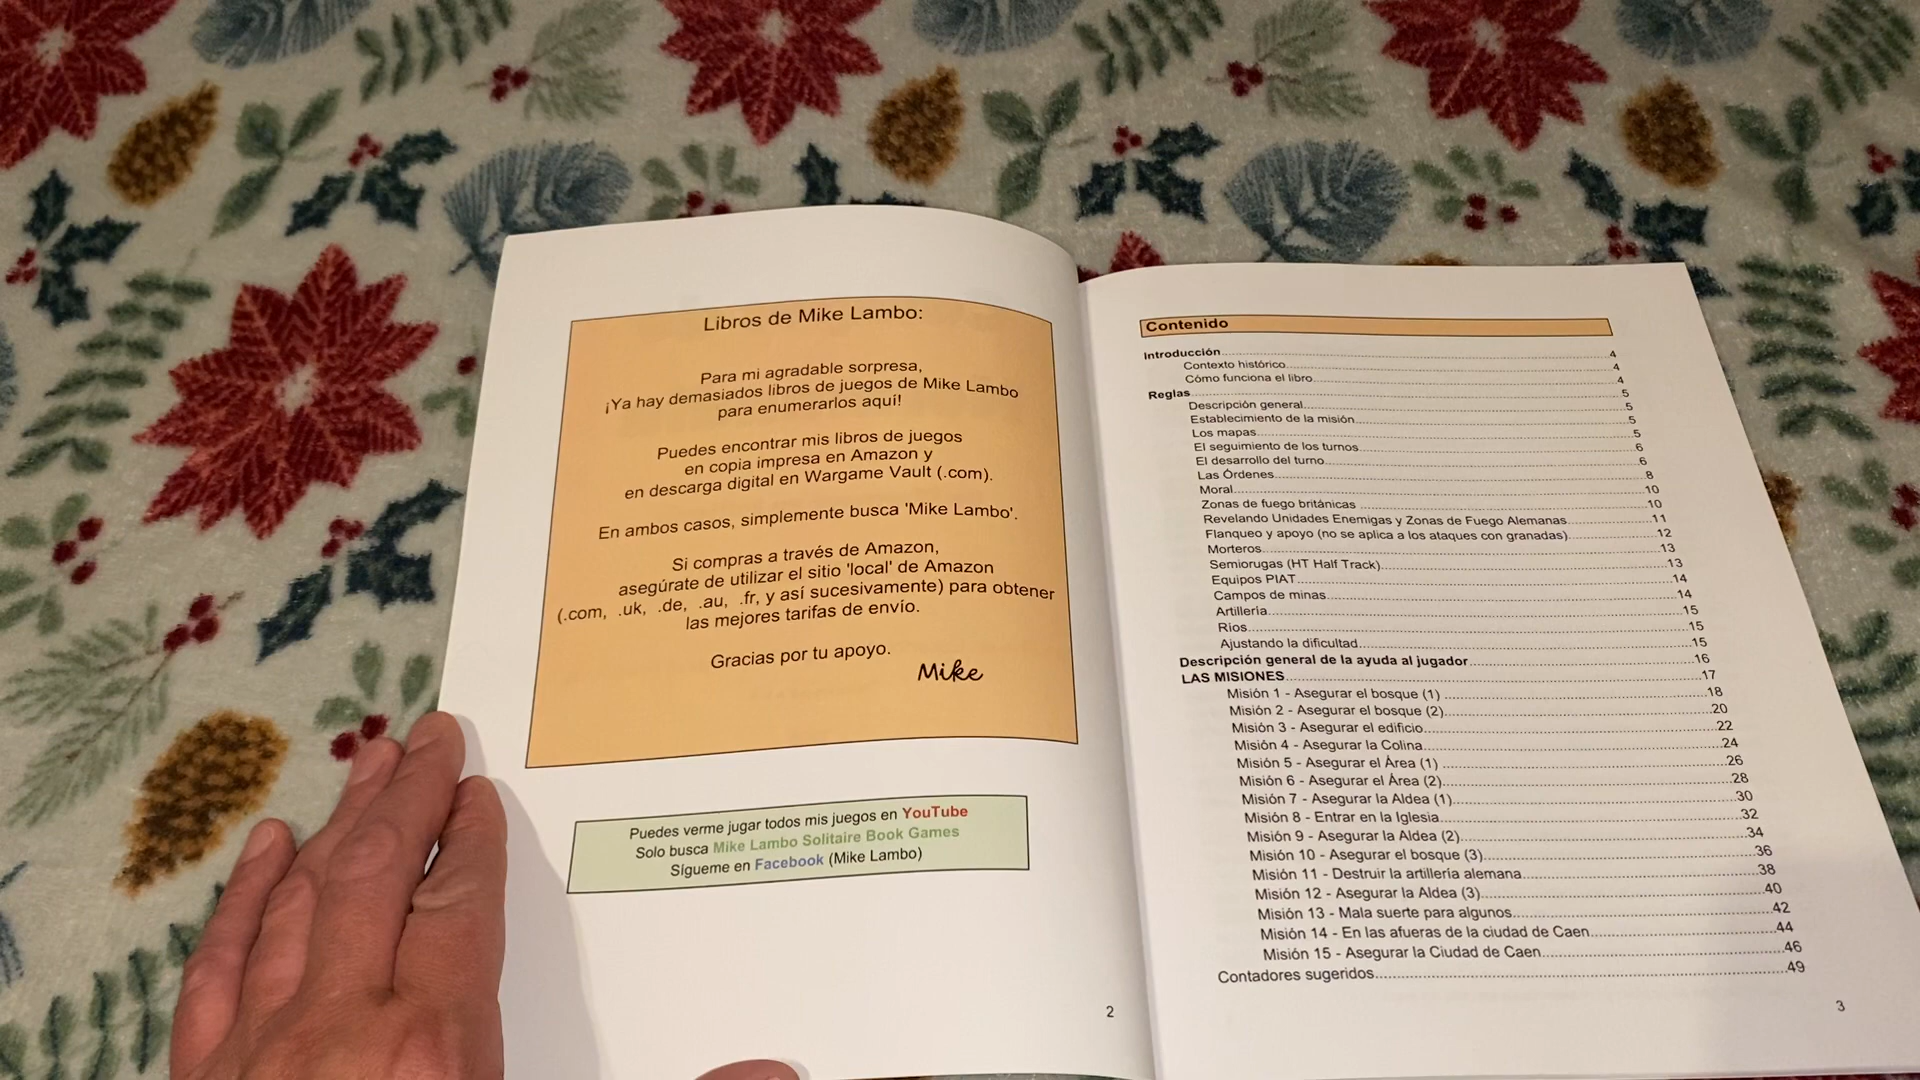 Libros de Mike Lambo:
Para mi agradable sorpresa,
¡Ya hay demasiados libros de juegos de Mike Lambo
para enumerarlos aquí!
Puedes encontrar mis libros de juegos
en copia impresa en Amazon y
en descarga digital en Wargame Vault (.com).
En ambos casos, simplemente busca 'Mike Lambo'.
Si compras a través de Amazon,
asegúrate de utilizar el sitio 'local' de Amazon
(.com, .uk, .de, .au, .fr, y así sucesivamente) para obtener
las mejores tarifas de envío.
Gracias por tu apoyo.
Mike
Puedes verme jugar todos mis juegos en YouTube
Solo busca Mike Lambo Solitaire Book Games
Sígueme en Facebook (Mike Lambo)
2
Contenido
Introducción 4
Contexto histórico 4
Cómo funciona el libro 4
Reglas 5
Descripción general 5
Establecimiento de la misión 5
Los mapas 5
El seguimiento de los turnos 6
El desarrollo del turno 6
Las Órdenes 8
Moral 10
Zonas de fuego británicas 10
Revelando Unidades Enemigas y Zonas de Fuego Alemanas 11
Flanqueo y apoyo (no se aplica a los ataques con granadas) 12
Morteros 13
Semiorugas (HT Half Track) 13
Equipos PIAT 14
Campos de minas 14
Artillería 15
Ríos 15
Ajustando la dificultad 15
Descripción general de la ayuda al jugador 16
LAS MISIONES 17
Misión 1 - Asegurar el bosque (1) 18
Misión 2 - Asegurar el bosque (2) 20
Misión 3 - Asegurar el edificio 22
Misión 4 - Asegurar la Colina 24
Misión 5 - Asegurar el Área (1) 26
Misión 6 - Asegurar el Área (2) 28
Misión 7 - Asegurar la Aldea (1) 30
Misión 8 - Entrar en la Iglesia 32
Misión 9 - Asegurar la Aldea (2) 34
Misión 10 - Asegurar el bosque (3) 36
Misión 11 - Destruir la artillería alemana 38
Misión 12 - Asegurar la Aldea (3) 40
Misión 13 - Mala suerte para algunos 42
Misión 14 - En las afueras de la ciudad de Caen 44
Misión 15 - Asegurar la Ciudad de Caen 46
Contadores sugeridos 49
3